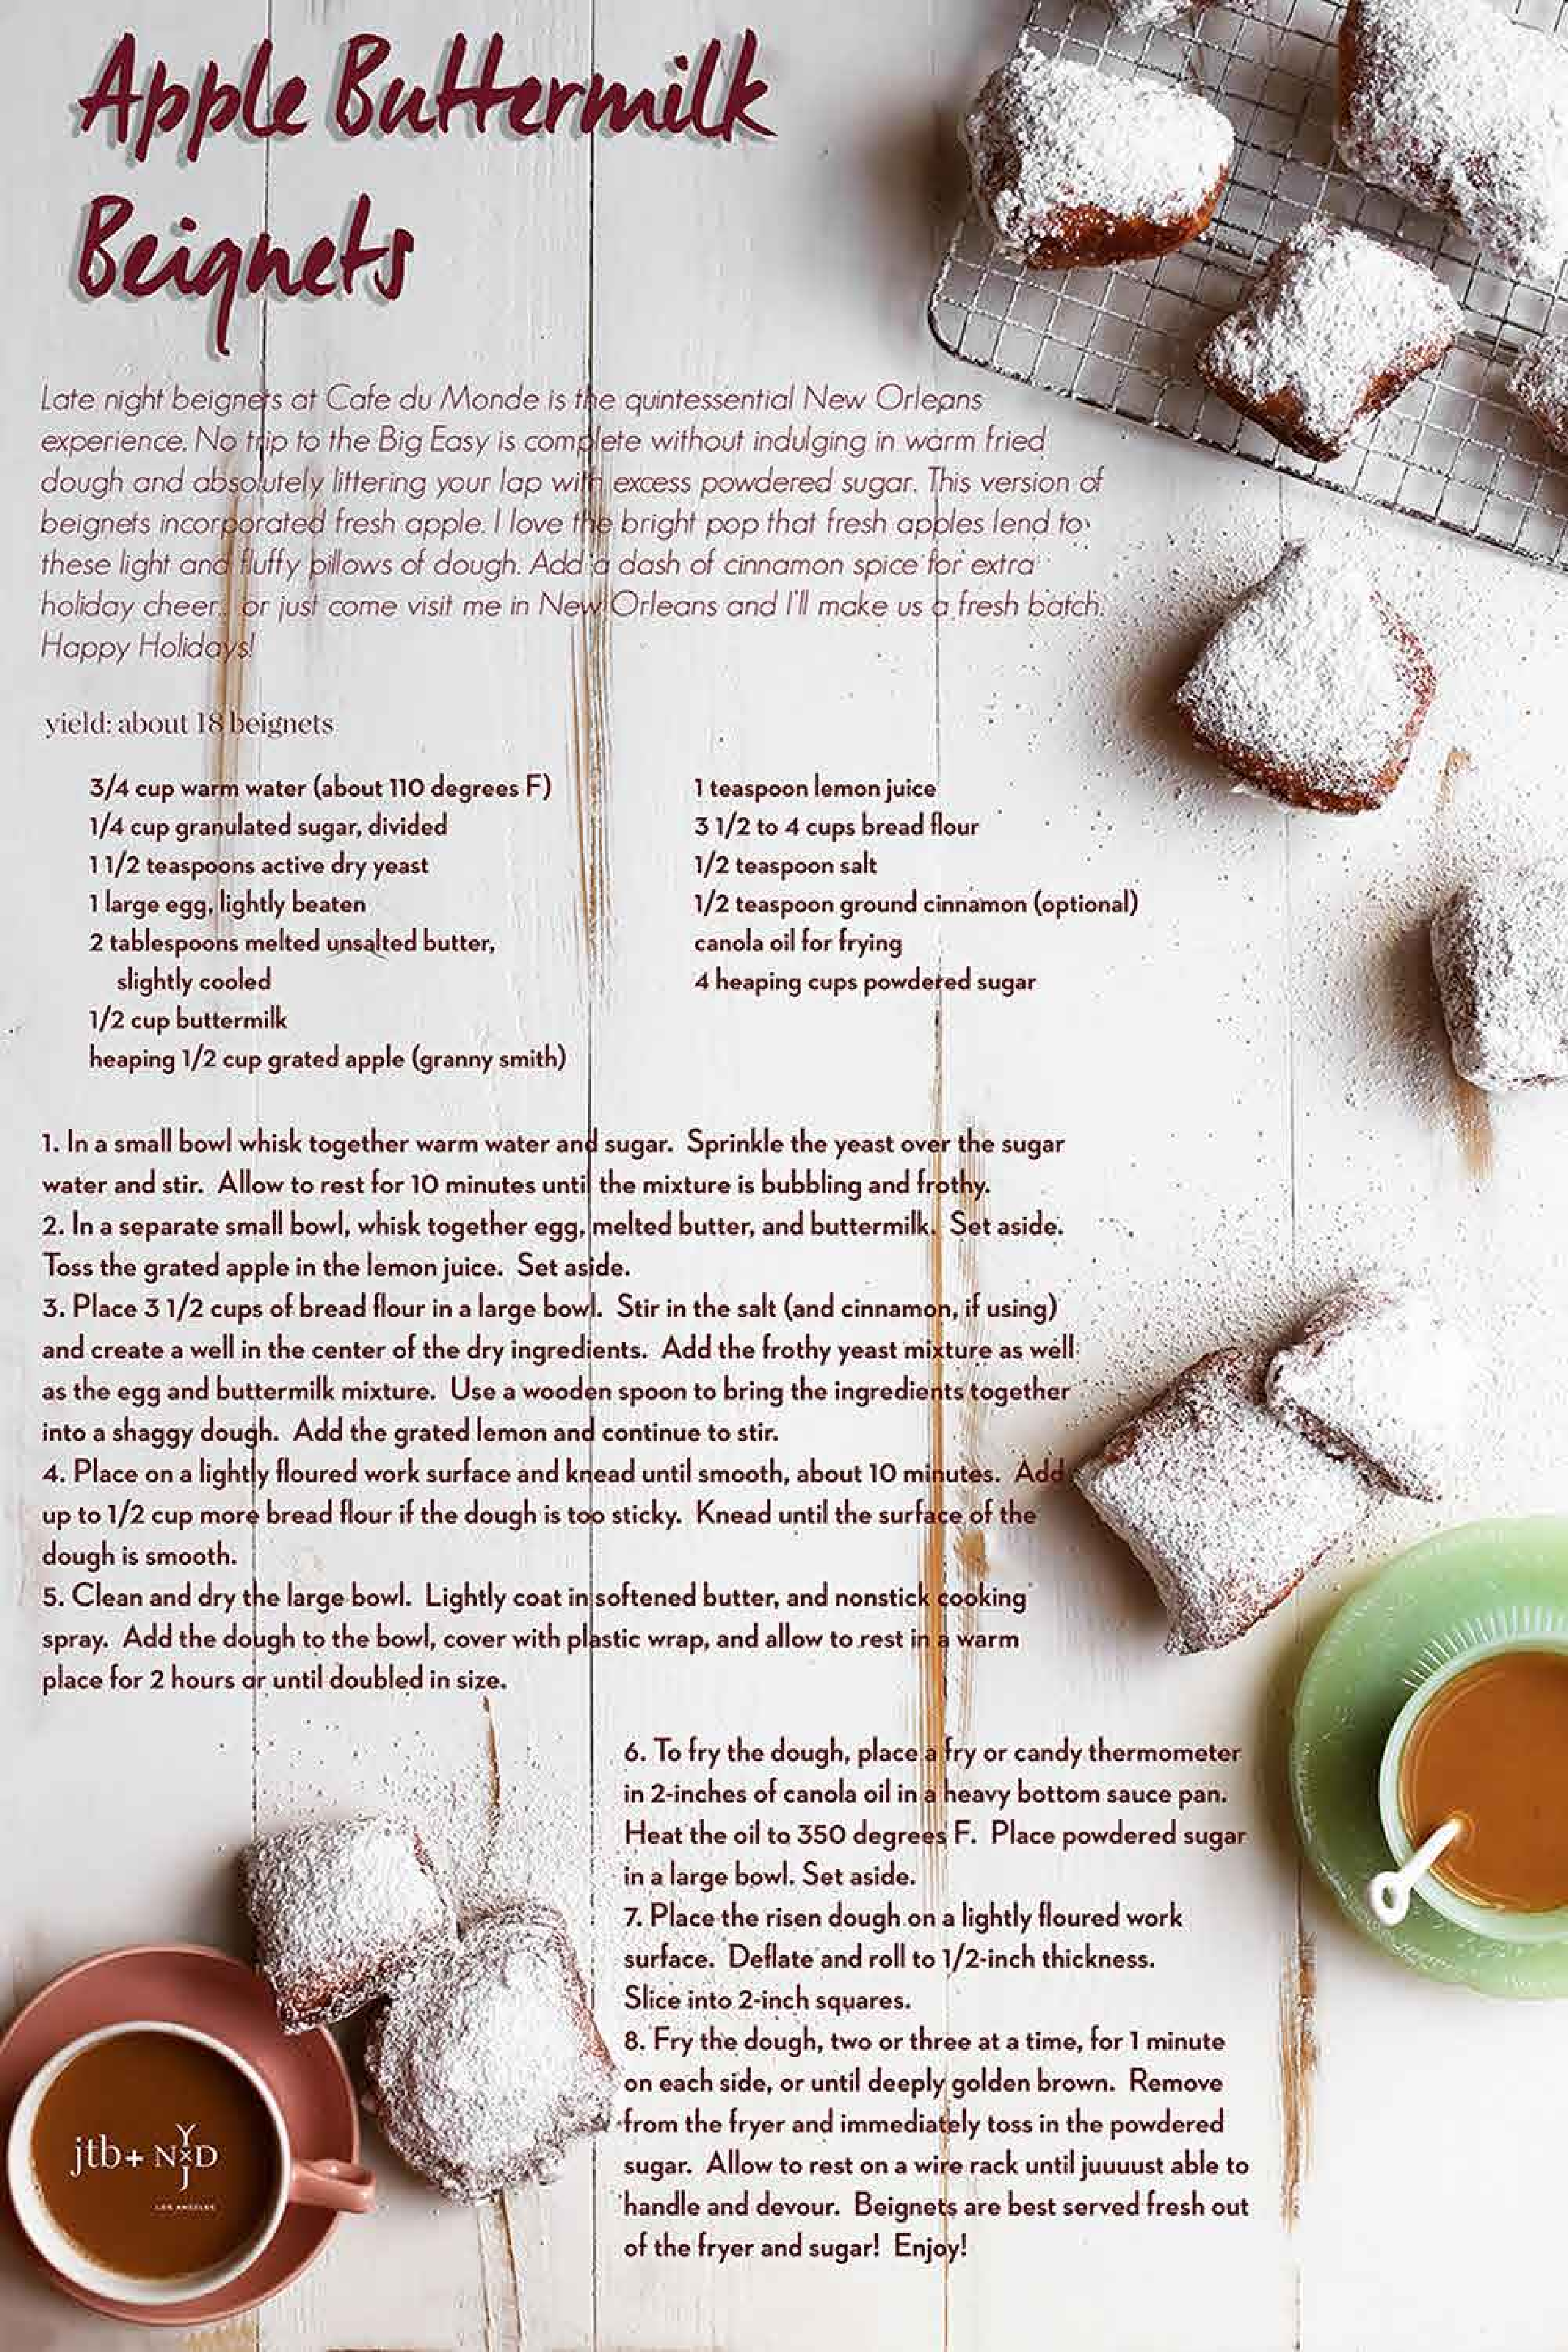 Apple Buttermilk
Beignets
Late night beignets at Cafe du Monde is the quintessential New Orleans
experience. No trip to the Big Easy is complete without indulging in warm fried
dough and absolutely littering your lap with excess powdered sugar. This version of
beignets incorporated fresh apple. I love the bright pop that fresh apples lend to
these light and fluffy pillows of dough. Add a dash of cinnamon spice for extra
holiday cheer, or just come visit me in New Orleans and I'll make us a fresh batch.
Happy Holidays!
yield: about 18 beignets
3/4 cup warm water (about 110 degrees F)
1/4 cup granulated sugar, divided
1 1/2 teaspoons active dry yeast
1 large egg, lightly beaten
2 tablespoons melted unsalted butter,
slightly cooled
1/2 cup buttermilk
heaping 1/2 cup grated apple (granny smith)
1 teaspoon lemon juice
3 1/2 to 4 cups bread flour
1/2 teaspoon salt
1/2 teaspoon ground cinnamon (optional)
canola oil for frying
4 heaping cups powdered sugar
1. In a small bowl whisk together warm water and sugar. Sprinkle the yeast over the sugar
water and stir. Allow to rest for 10 minutes until the mixture is bubbling and frothy.
2. In a separate small bowl, whisk together egg, melted butter, and buttermilk. Set aside.
Toss the grated apple in the lemon juice. Set aside.
3. Place 3 1/2 cups of bread flour in a large bowl. Stir in the salt (and cinnamon, if using)
and create a well in the center of the dry ingredients. Add the frothy yeast mixture as well
as the egg and buttermilk mixture. Use a wooden spoon to bring the ingredients together
into a shaggy dough. Add the grated lemon and continue to stir.
4. Place on a lightly floured work surface and knead until smooth, about 10 minutes. Add
up to 1/2 cup more bread flour if the dough is too sticky. Knead until the surface of the
dough is smooth.
5. Clean and dry the large bowl. Lightly coat in softened butter, and nonstick cooking
spray. Add the dough to the bowl, cover with plastic wrap, and allow to rest in a warm
place for 2 hours or until doubled in size.
6. To fry the dough, place a fry or candy thermometer
in 2-inches of canola oil in a heavy bottom sauce pan.
Heat the oil to 350 degrees F. Place powdered sugar
in a large bowl. Set aside.
7. Place the risen dough on a lightly floured work
surface. Deflate and roll to 1/2-inch thickness.
Slice into 2-inch squares.
8. Fry the dough, two or three at a time, for 1 minute
on each side, or until deeply golden brown. Remove
from the fryer and immediately toss in the powdered
sugar. Allow to rest on a wire rack until juuuust able to
handle and devour. Beignets are best served fresh out
of the fryer and sugar! Enjoy!
jtb+ NYxJD
LOS ANGELES